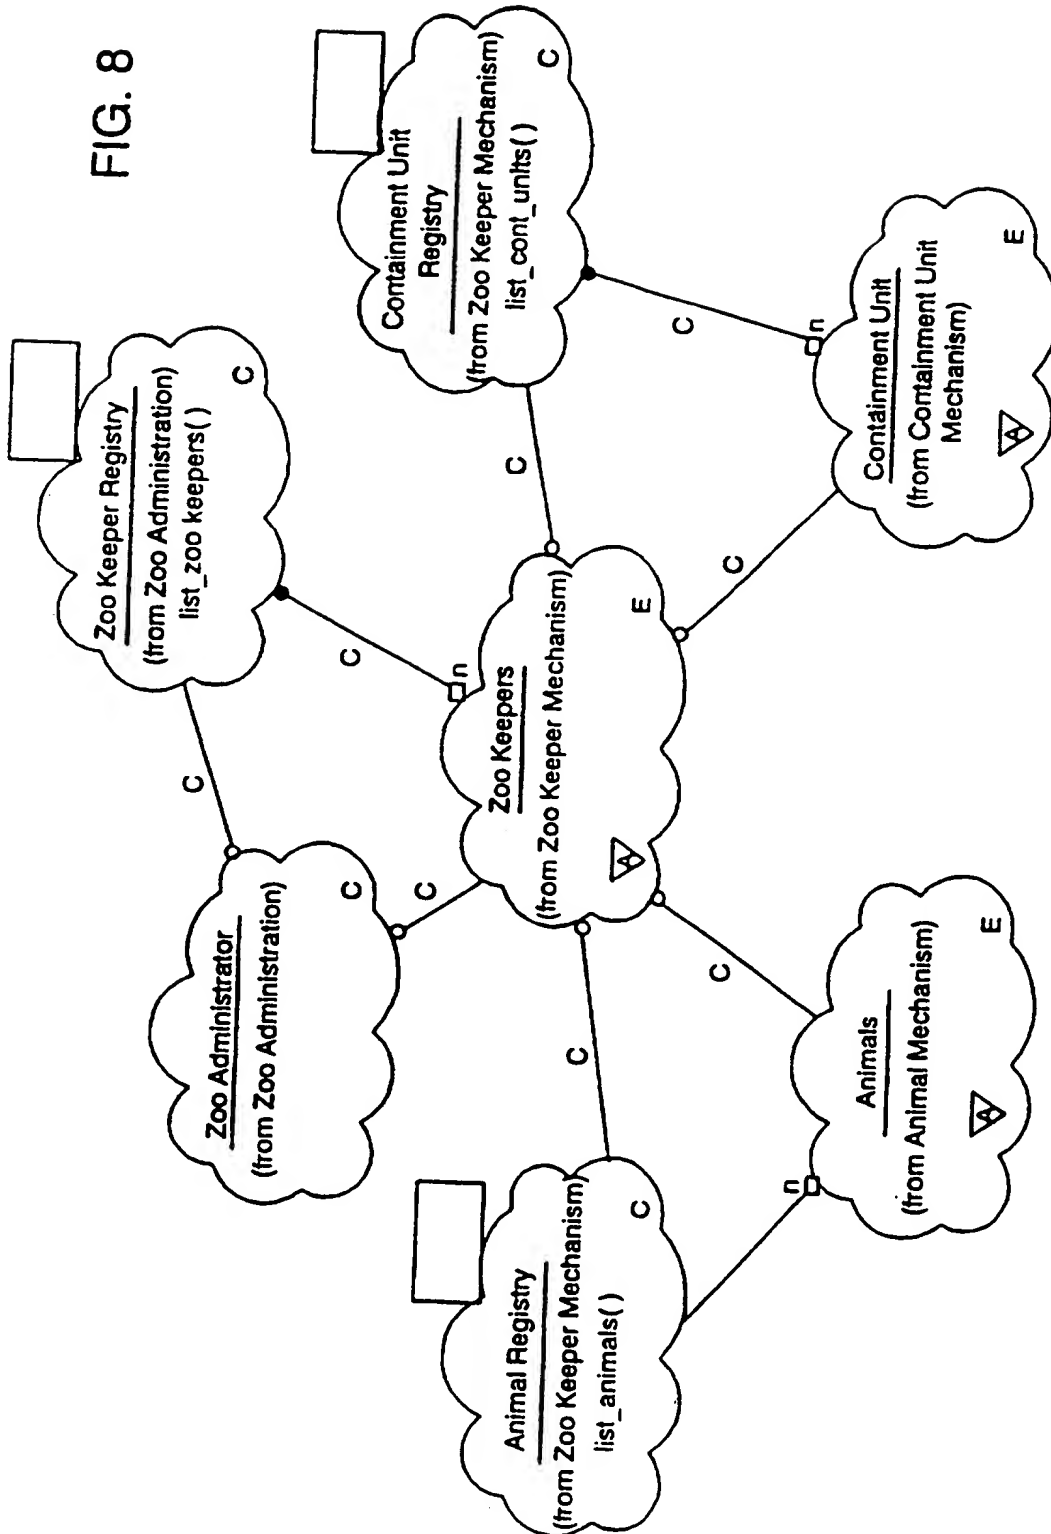 FIG. 8
Zoo Administrator
(from Zoo Administration)
C
C
Zoo Keeper Registry
(from Zoo Administration)
list_zoo keepers( )
C
C
C
n
Animal Registry
(from Zoo Keeper Mechanism)
list_animals( )
C
C
Zoo Keepers
(from Zoo Keeper Mechanism)
A
E
C
Containment Unit
Registry
(from Zoo Keeper Mechanism)
list_cont_units( )
C
C
C
C
n
n
Animals
(from Animal Mechanism)
A
E
Containment Unit
(from Containment Unit
Mechanism)
A
E